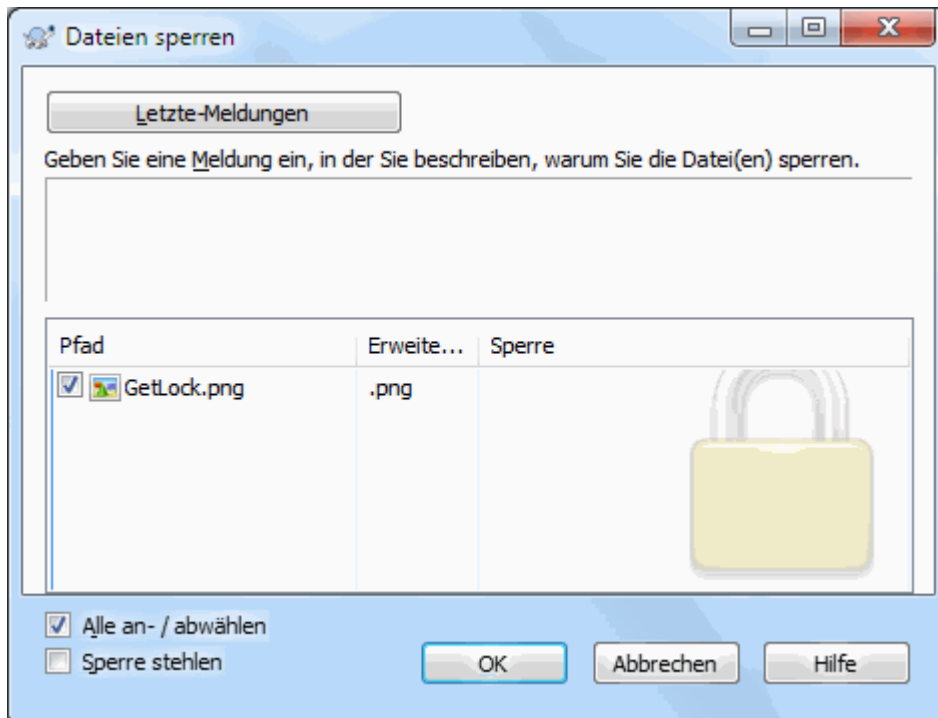 Dateien sperren
Letzte-Meldungen
Geben Sie eine Meldung ein, in der Sie beschreiben, warum Sie die Datei(en) sperren.
Pfad Erweite... Sperre
GetLock.png .png
Alle an- / abwählen
Sperre stehlen
OK Abbrechen Hilfe